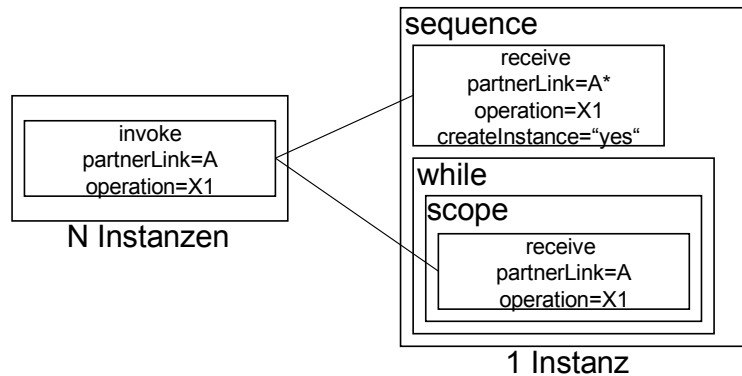 invoke
partnerLink=A
operation=X1
N Instanzen
sequence
receive
partnerLink=A*
operation=X1
createInstance=“yes“
while
scope
receive
partnerLink=A
operation=X1
1 Instanz